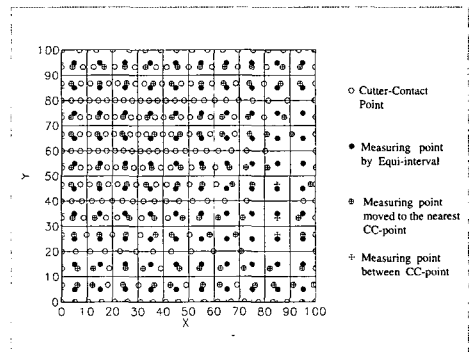 100
90
80
70
60
50
40
30
20
10
0
Y
0 10 20 30 40 50 60 70 80 90 100
X
Cutter-Contact
Point
Measuring point
by Equi-interval
Measuring point
moved to the nearest
CC-point
Measuring point
between CC-point